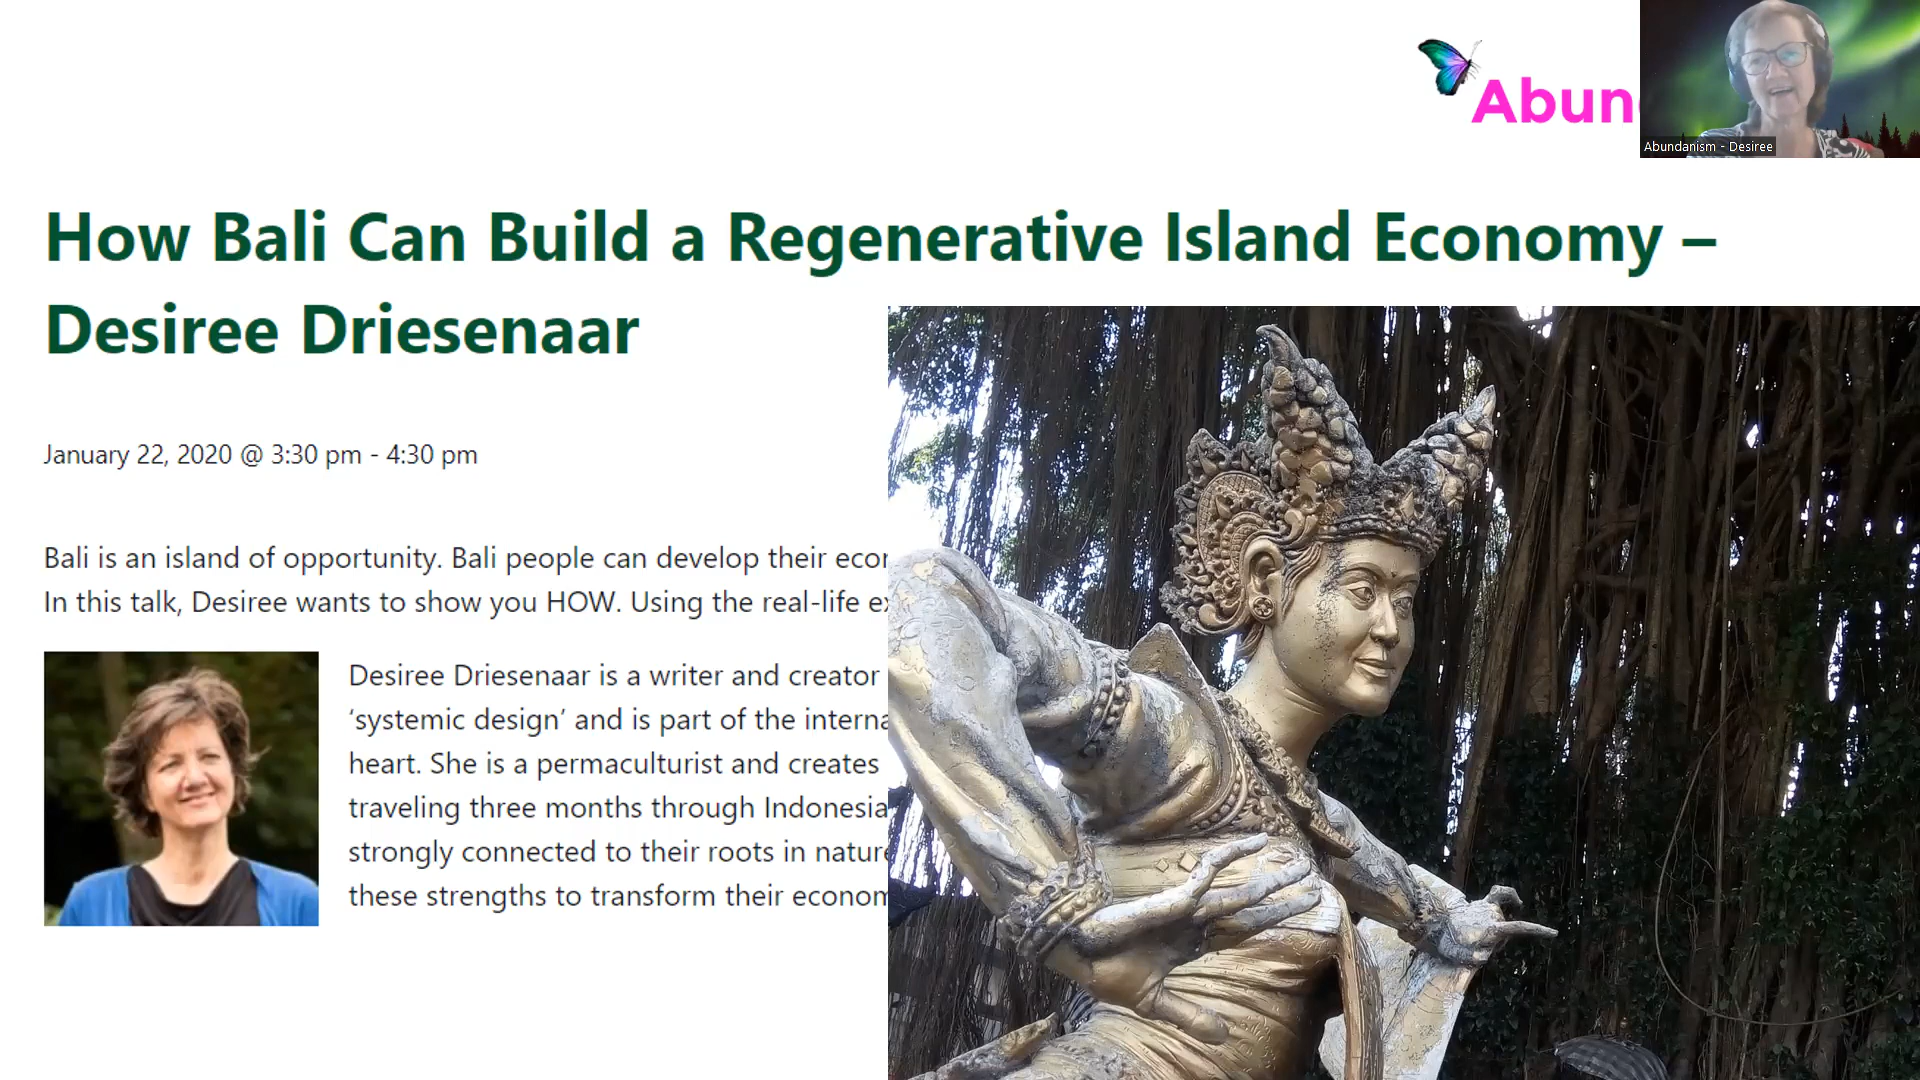 Abun
Abundanism - Desiree
How Bali Can Build a Regenerative Island Economy –
Desiree Driesenaar
January 22, 2020 @ 3:30 pm - 4:30 pm
Bali is an island of opportunity. Bali people can develop their
In this talk, Desiree wants to show you HOW. Using the real-life
Desiree Driesenaar is a writer and creator
‘systemic design’ and is part of the
heart. She is a permaculturist and creates
traveling three months through Indonesia
strongly connected to their roots in
these strengths to transform their